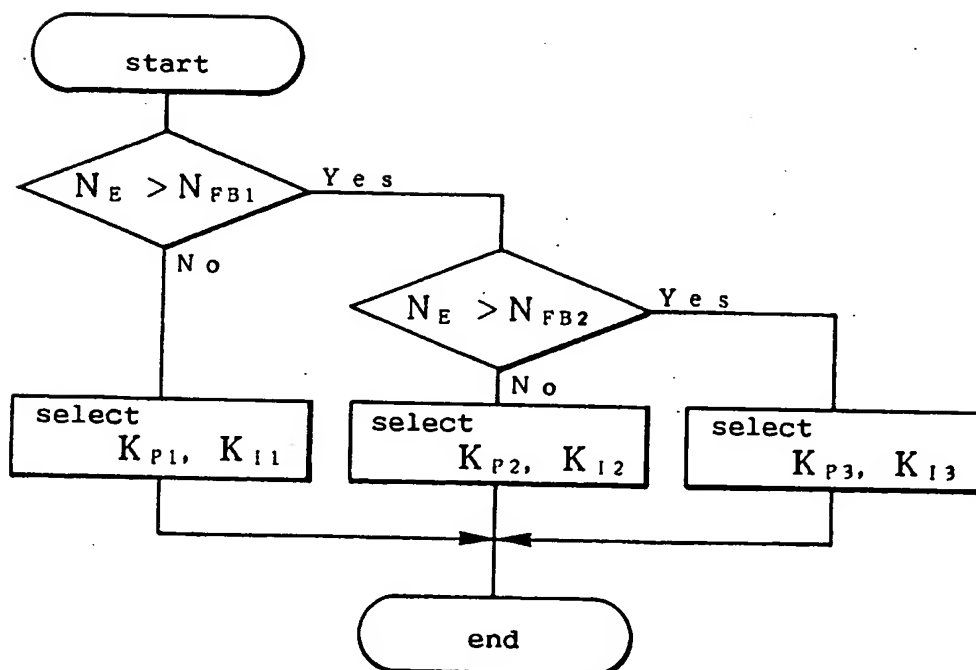 start
N_E > N_FB1
Yes
No
N_E > N_FB2
Yes
No
select
K_P1, K_I1
select
K_P2, K_I2
select
K_P3, K_I3
end